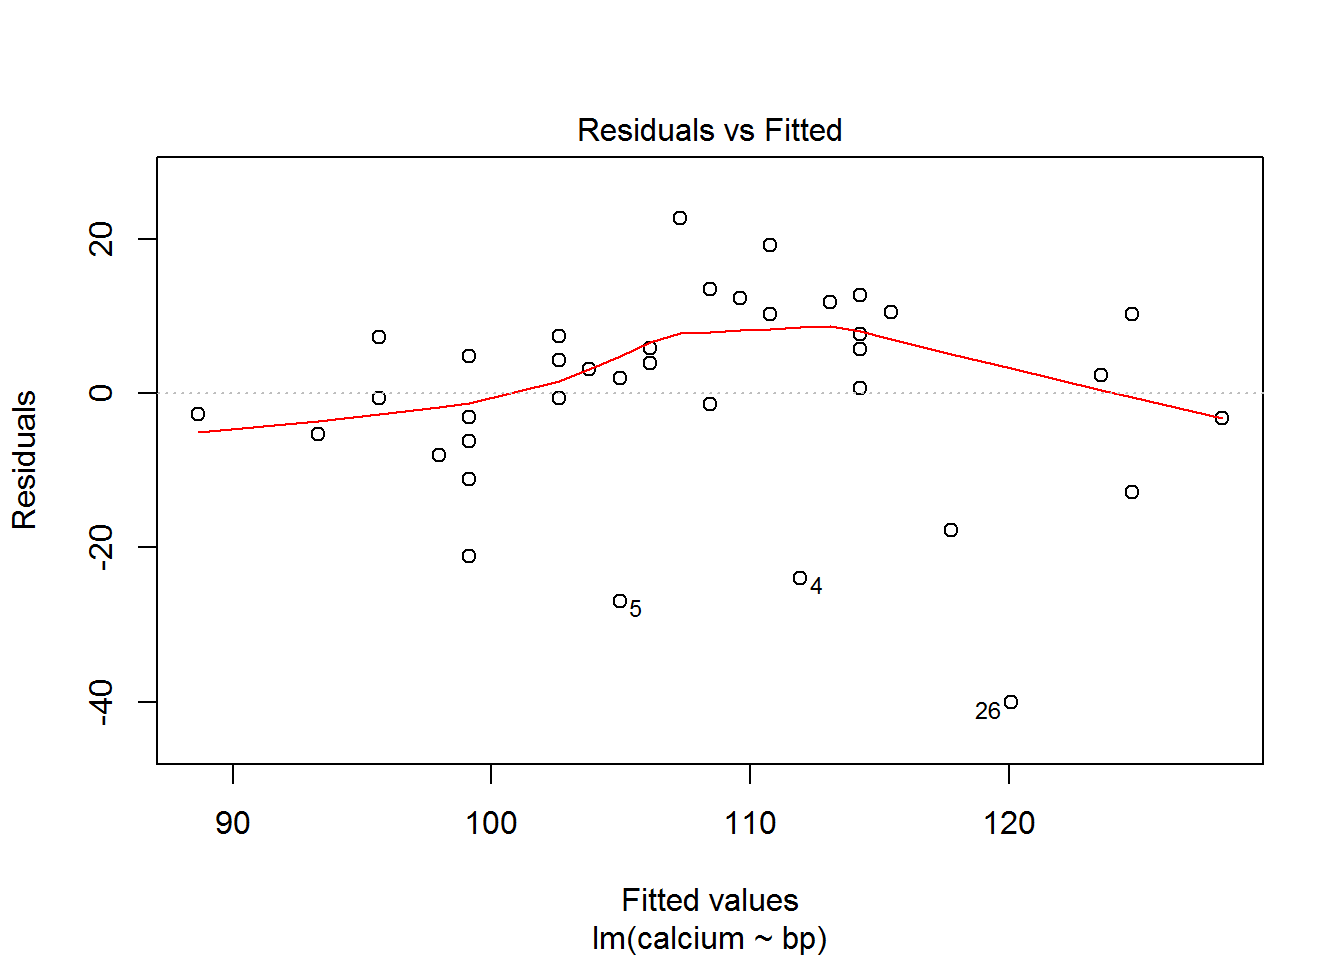 Residuals vs Fitted
Residuals
20
0
-20
-40
5
4
26
90 100 110 120
Fitted values
lm(calcium ~ bp)